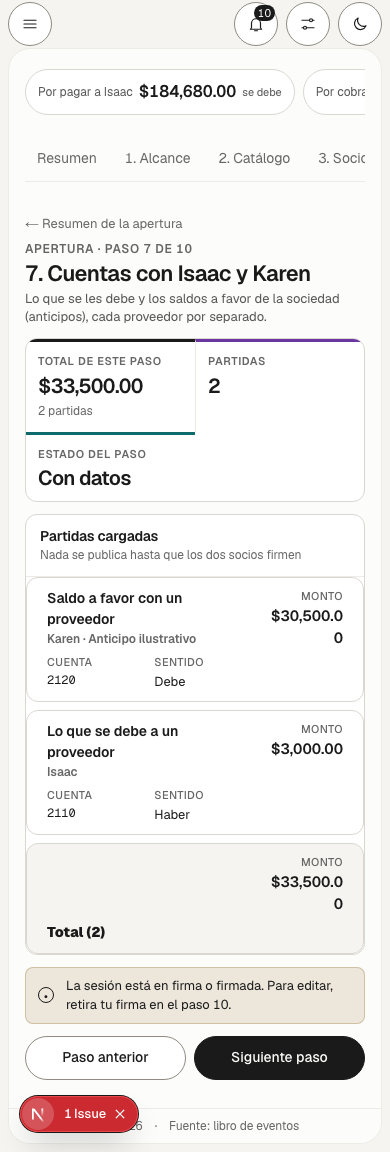 10
Por pagar a Isaac $184,680.00 se debe
Por cobra
Resumen 1. Alcance 2. Catálogo 3. Socio
← Resumen de la apertura
APERTURA · PASO 7 DE 10
7. Cuentas con Isaac y Karen
Lo que se les debe y los saldos a favor de la sociedad
(anticipos), cada proveedor por separado.
TOTAL DE ESTE PASO
$33,500.00
2 partidas
PARTIDAS
2
ESTADO DEL PASO
Con datos
Partidas cargadas
Nada se publica hasta que los dos socios firmen
Saldo a favor con un
proveedor
Karen · Anticipo ilustrativo
MONTO
$30,500.0
0
CUENTA
2120
SENTIDO
Debe
Lo que se debe a un
proveedor
Isaac
MONTO
$3,000.00
CUENTA
2110
SENTIDO
Haber
MONTO
$33,500.0
0
Total (2)
La sesión está en firma o firmada. Para editar,
retira tu firma en el paso 10.
Paso anterior
Siguiente paso
N 1 Issue
26 · Fuente: libro de eventos